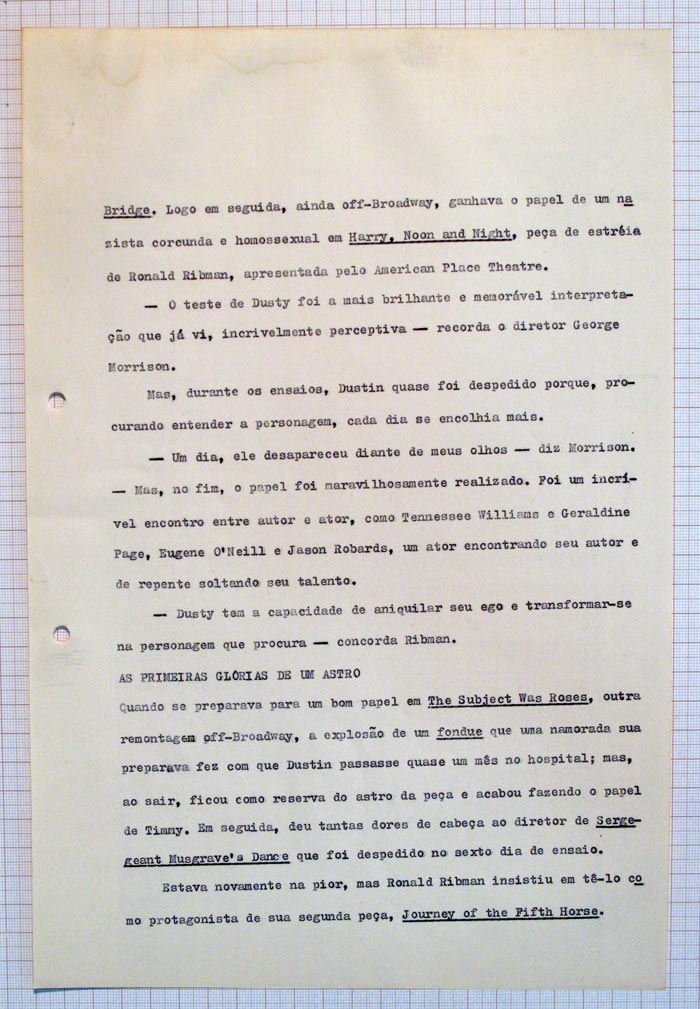 Bridge. Logo em seguida, ainda off-Broadway, ganhava o papel de um na
zista corcunda e homossexual em Harry, Noon and Night, peça de estréia
de Ronald Ribman, apresentada pelo American Place Theatre.
— O teste de Dusty foi a mais brilhante e memorável interpreta-
ção que já vi, incrivelmente perceptiva — recorda o diretor George
Morrison.
Mas, durante os ensaios, Dustin quase foi despedido porque, pro-
curando entender a personagem, cada dia se encolhia mais.
— Um dia, ele desapareceu diante de meus olhos — diz Morrison.
— Mas, no fim, o papel foi maravilhosamente realizado. Foi um incrí-
vel encontro entre autor e ator, como Tennessee Williams e Geraldine
Page, Eugene O'Neill e Jason Robards, um ator encontrando seu autor e
de repente soltando seu talento.
— Dusty tem a capacidade de aniquilar seu ego e transformar-se
na personagem que procura — concorda Ribman.
AS PRIMEIRAS GLÓRIAS DE UM ASTRO
Quando se preparava para um bom papel em The Subject Was Roses, outra
remontagem off-Broadway, a explosão de um fondue que uma namorada sua
preparava fez com que Dustin passasse quase um mês no hospital; mas,
ao sair, ficou como reserva do astro da peça e acabou fazendo o papel
de Timmy. Em seguida, deu tantas dores de cabeça ao diretor de Serge-
geant Musgrave's Dance que foi despedido no sexto dia de ensaio.
Estava novamente na pior, mas Ronald Ribman insistiu em tê-lo co
mo protagonista de sua segunda peça, Journey of the Fifth Horse.